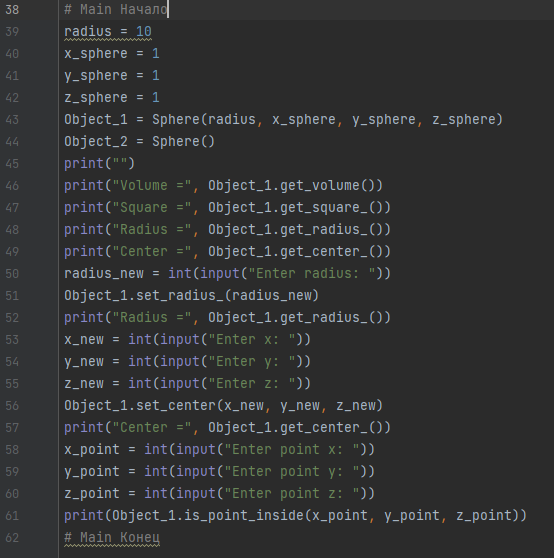 38 # Main Начало
39 radius = 10
40 x_sphere = 1
41 y_sphere = 1
42 z_sphere = 1
43 Object_1 = Sphere(radius, x_sphere, y_sphere, z_sphere)
44 Object_2 = Sphere()
45 print("")
46 print("Volume =", Object_1.get_volume())
47 print("Square =", Object_1.get_square_())
48 print("Radius =", Object_1.get_radius_())
49 print("Center =", Object_1.get_center_())
50 radius_new = int(input("Enter radius: "))
51 Object_1.set_radius_(radius_new)
52 print("Radius =", Object_1.get_radius_())
53 x_new = int(input("Enter x: "))
54 y_new = int(input("Enter y: "))
55 z_new = int(input("Enter z: "))
56 Object_1.set_center(x_new, y_new, z_new)
57 print("Center =", Object_1.get_center_())
58 x_point = int(input("Enter point x: "))
59 y_point = int(input("Enter point y: "))
60 z_point = int(input("Enter point z: "))
61 print(Object_1.is_point_inside(x_point, y_point, z_point))
62 # Main Конец